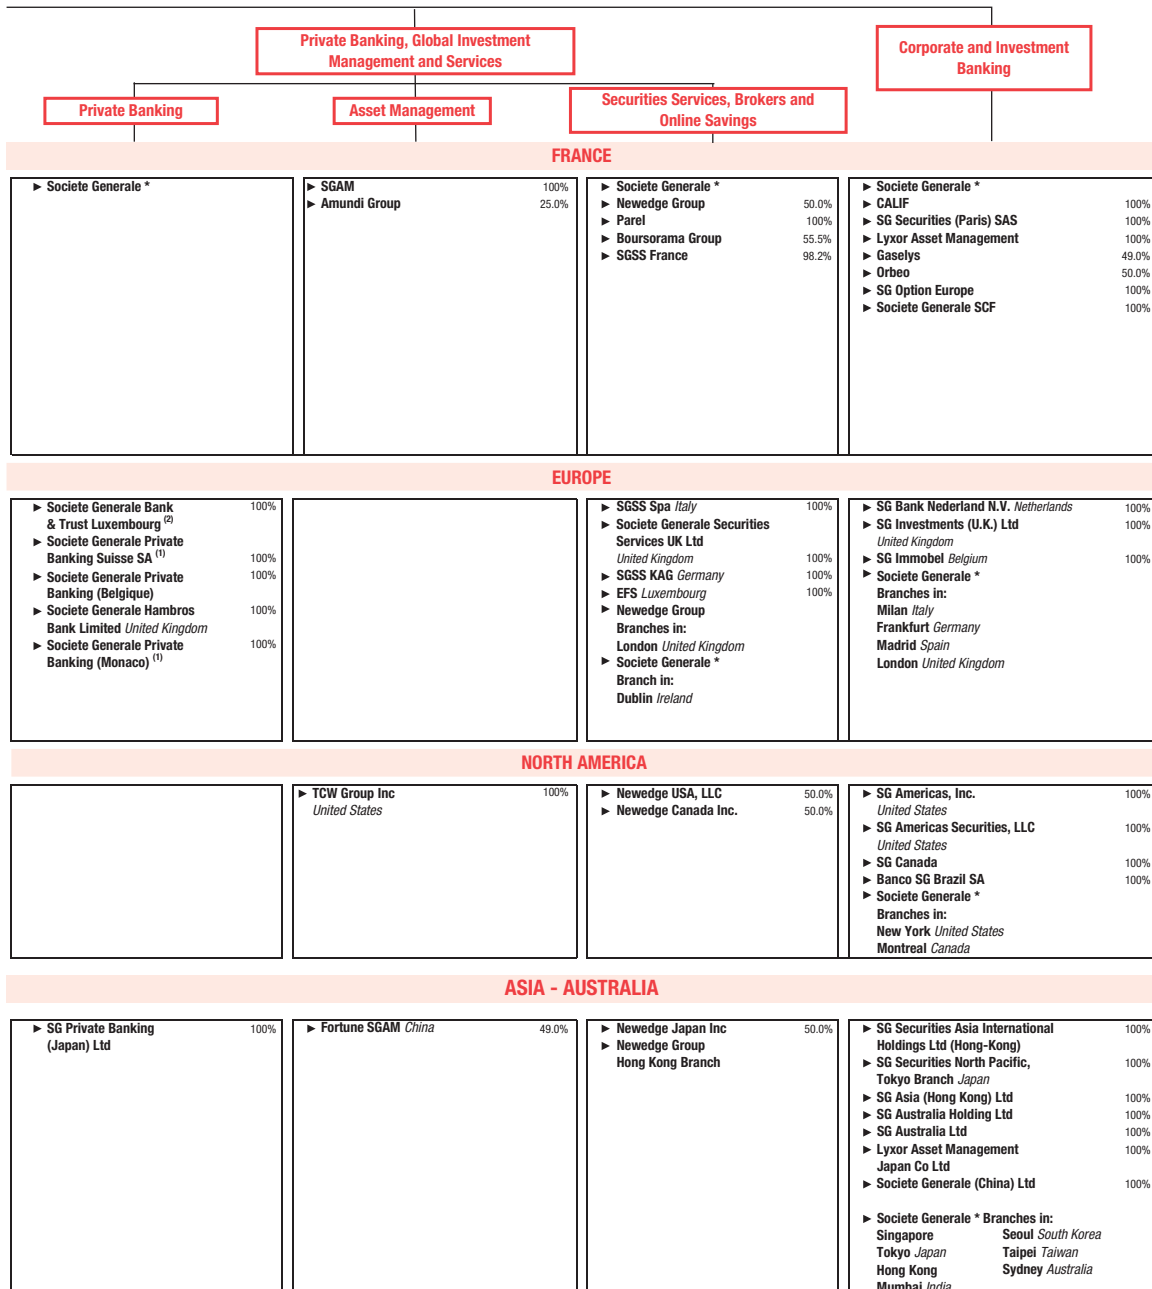 Private Banking, Global Investment
Management and Services
Corporate and Investment
Banking
Private Banking
Asset Management
Securities Services, Brokers and
Online Savings
FRANCE
► Societe Generale *
► SGAM 100%
► Amundi Group 25.0%
► Societe Generale *
► Newedge Group 50.0%
► Parel 100%
► Boursorama Group 55.5%
► SGSS France 98.2%
► Societe Generale *
► CALIF 100%
► SG Securities (Paris) SAS 100%
► Lyxor Asset Management 100%
► Gaselys 49.0%
► Orbeo 50.0%
► SG Option Europe 100%
► Societe Generale SCF 100%
EUROPE
► Societe Generale Bank 100%
& Trust Luxembourg (2)
► Societe Generale Private
Banking Suisse SA (1) 100%
► Societe Generale Private 100%
Banking (Belgique)
► Societe Generale Hambros 100%
Bank Limited United Kingdom
► Societe Generale Private 100%
Banking (Monaco) (1)
► SGSS Spa Italy 100%
► Societe Generale Securities
Services UK Ltd
United Kingdom 100%
► SGSS KAG Germany 100%
► EFS Luxembourg 100%
► Newedge Group
Branches in:
London United Kingdom
► Societe Generale *
Branch in:
Dublin Ireland
► SG Bank Nederland N.V. Netherlands 100%
► SG Investments (U.K.) Ltd 100%
United Kingdom
► SG Immobel Belgium 100%
► Societe Generale *
Branches in:
Milan Italy
Frankfurt Germany
Madrid Spain
London United Kingdom
NORTH AMERICA
► TCW Group Inc 100%
United States
► Newedge USA, LLC 50.0%
► Newedge Canada Inc. 50.0%
► SG Americas, Inc. 100%
United States
► SG Americas Securities, LLC 100%
United States
► SG Canada 100%
► Banco SG Brazil SA 100%
► Societe Generale *
Branches in:
New York United States
Montreal Canada
ASIA - AUSTRALIA
► SG Private Banking 100%
(Japan) Ltd
► Fortune SGAM China 49.0%
► Newedge Japan Inc 50.0%
► Newedge Group
Hong Kong Branch
► SG Securities Asia International 100%
Holdings Ltd (Hong-Kong)
► SG Securities North Pacific, 100%
Tokyo Branch Japan
► SG Asia (Hong Kong) Ltd 100%
► SG Australia Holding Ltd 100%
► SG Australia Ltd 100%
► Lyxor Asset Management 100%
Japan Co Ltd
► Societe Generale (China) Ltd 100%
► Societe Generale * Branches in:
Singapore Seoul South Korea
Tokyo Japan Taipei Taiwan
Hong Kong Sydney Australia
Mumbai India